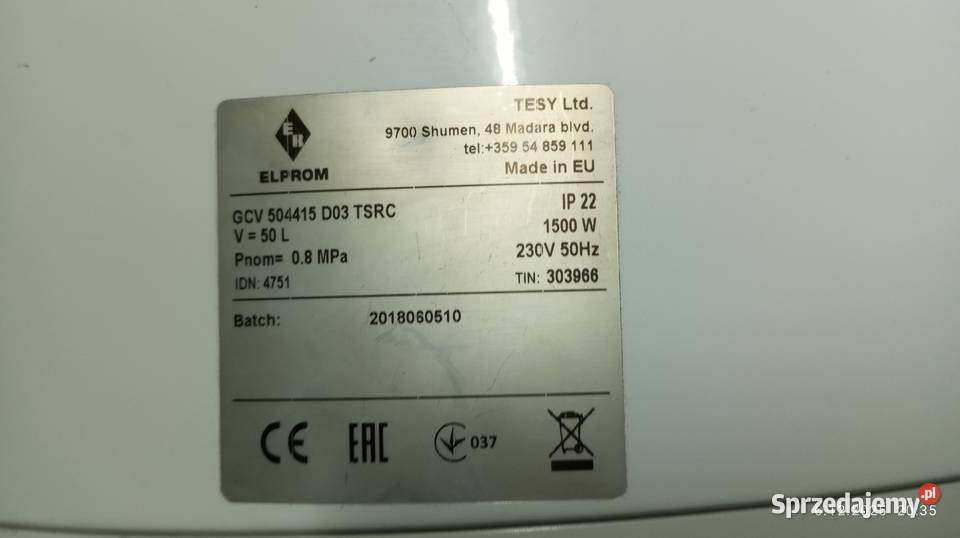 E
R
ELPROM
TESY Ltd.
9700 Shumen, 48 Madara blvd.
tel:+359 54 859 111
Made in EU
GCV 504415 D03 TSRC
V = 50 L
Pnom= 0.8 MPa
IDN: 4751
IP 22
1500 W
230V 50Hz
TIN: 303966
Batch: 2018060510
CE
EAC
037
Sprzedajemy.pl
20:35